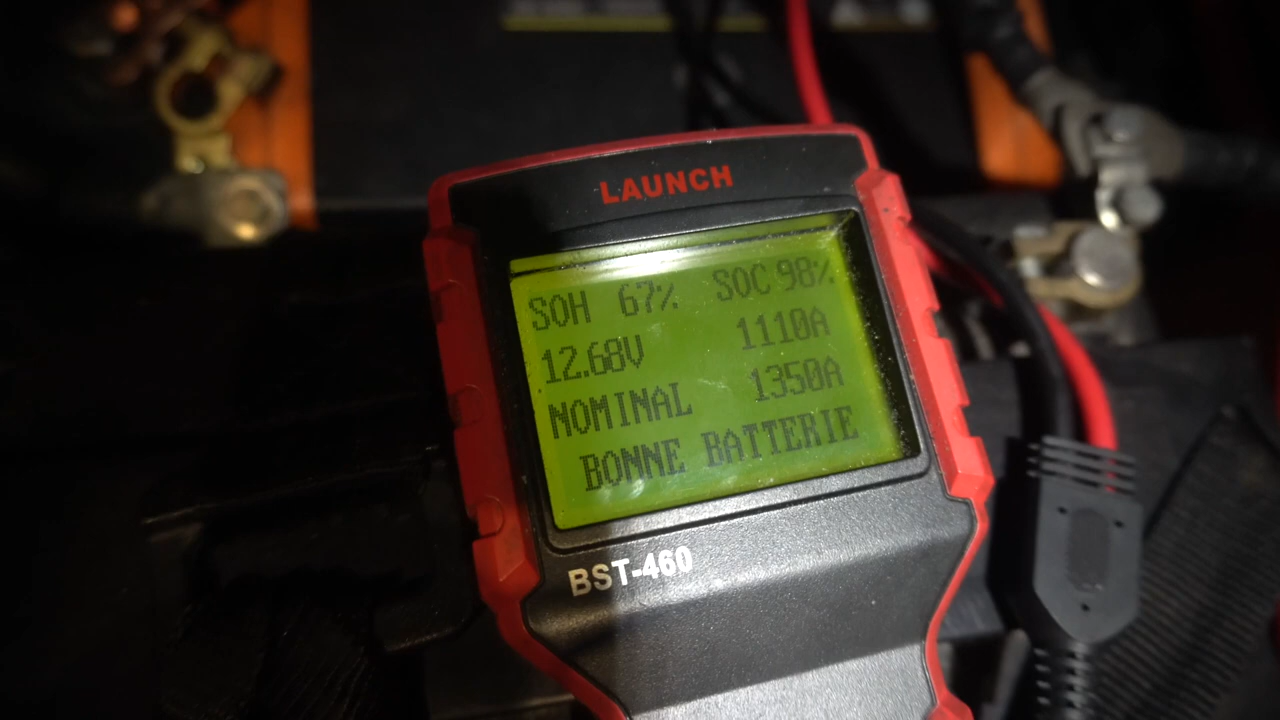 LAUNCH
SOH 67% SOC 98%
12.68V 1110A
NOMINAL 1350A
BONNE BATTERIE
BST-460